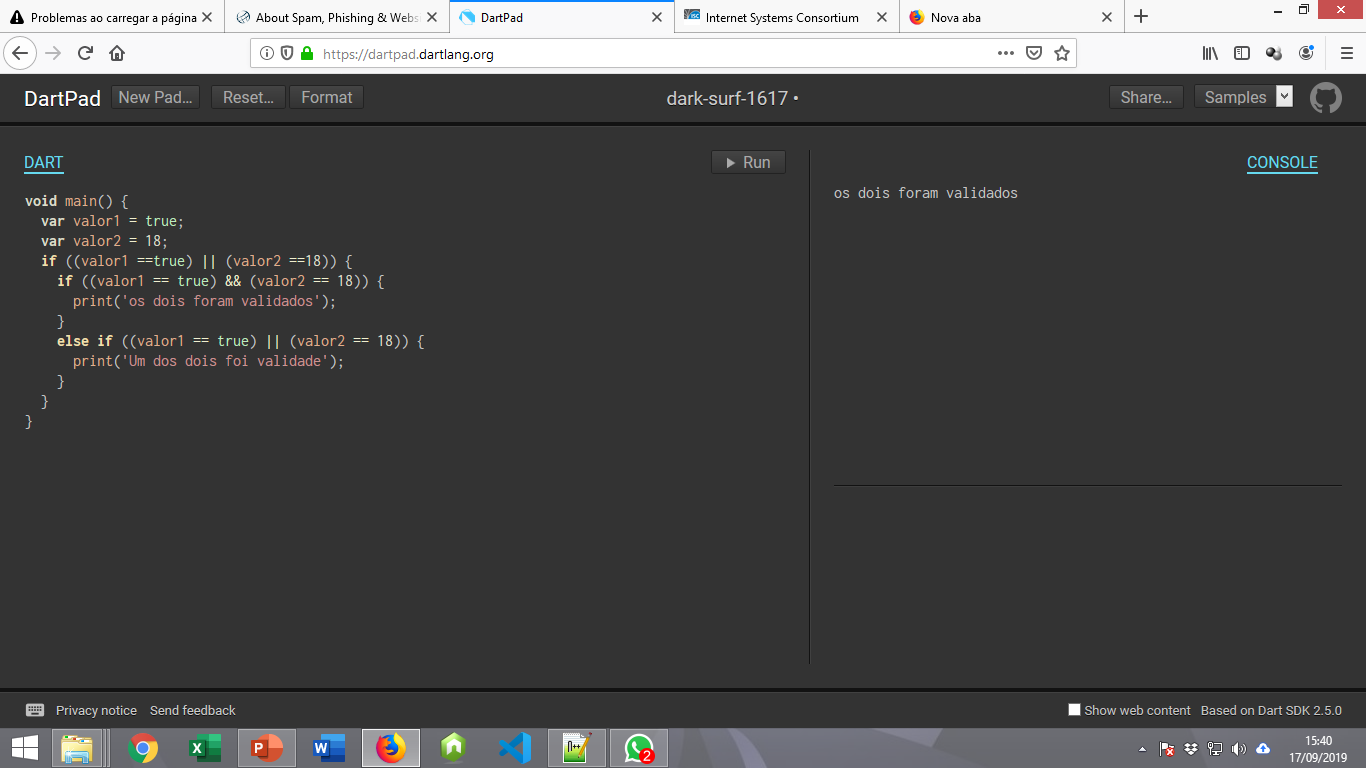 Problemas ao carregar a página
About Spam, Phishing & Webs
DartPad
Internet Systems Consortium
Nova aba
https://dartpad.dartlang.org
DartPad
New Pad...
Reset...
Format
dark-surf-1617 •
Share...
Samples
DART
Run
void main() {
  var valor1 = true;
  var valor2 = 18;
  if ((valor1 ==true) || (valor2 ==18)) {
    if ((valor1 == true) && (valor2 == 18)) {
      print('os dois foram validados');
    }
    else if ((valor1 == true) || (valor2 == 18)) {
      print('Um dos dois foi validade');
    }
  }
}
CONSOLE
os dois foram validados
Privacy notice
Send feedback
Show web content
Based on Dart SDK 2.5.0
2
15:40
17/09/2019